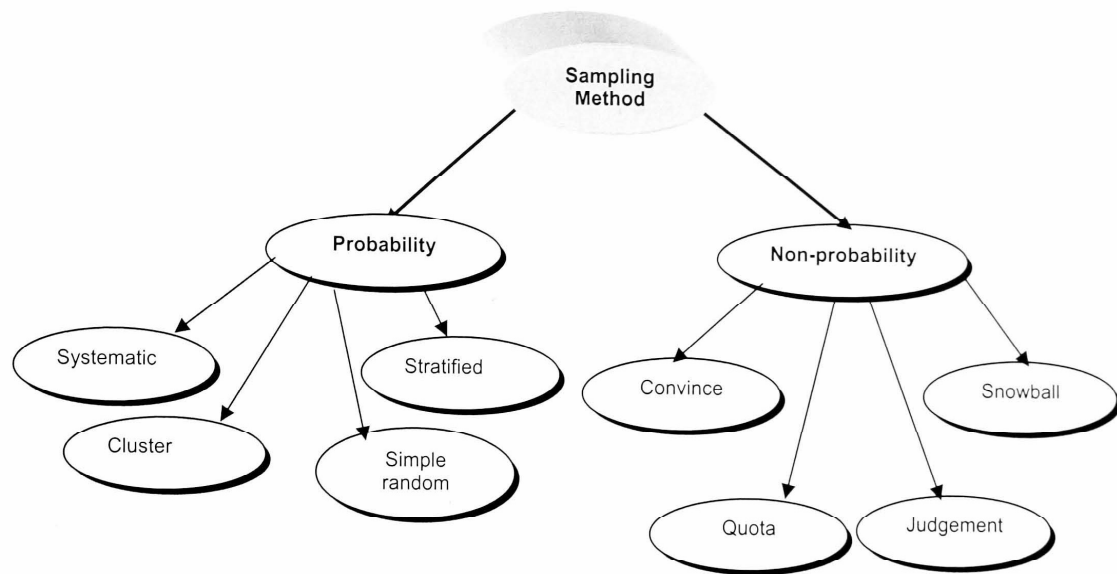 Sampling
Method
Probability
Non-probability
Systematic
Stratified
Convince
Snowball
Cluster
Simple
random
Quota
Judgement